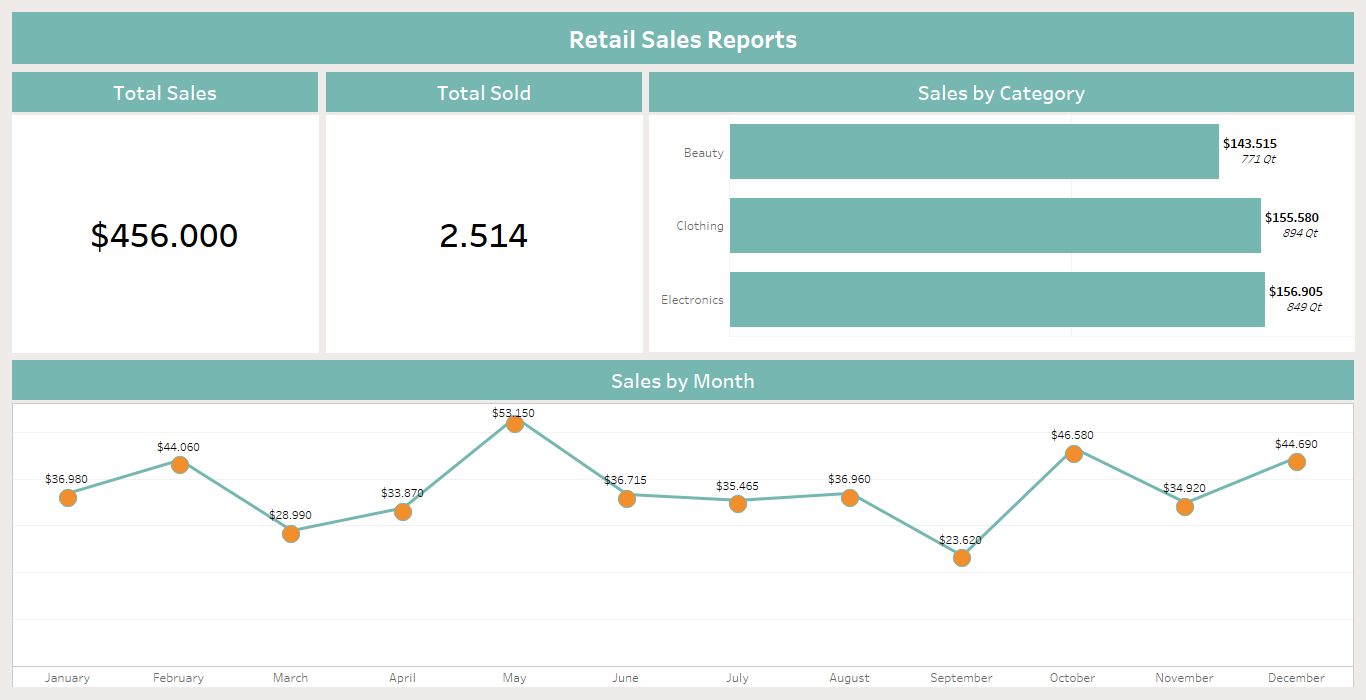 Retail Sales Reports
Total Sales
Total Sold
Sales by Category
$456.000
2.514
Beauty
$143.515
771 Qt
Clothing
$155.580
894 Qt
Electronics
$156.905
849 Qt
Sales by Month
$36.980
$44.060
$28.990
$33.870
$53.150
$36.715
$35.465
$36.960
$23.620
$46.580
$34.920
$44.690
January
February
March
April
May
June
July
August
September
October
November
December